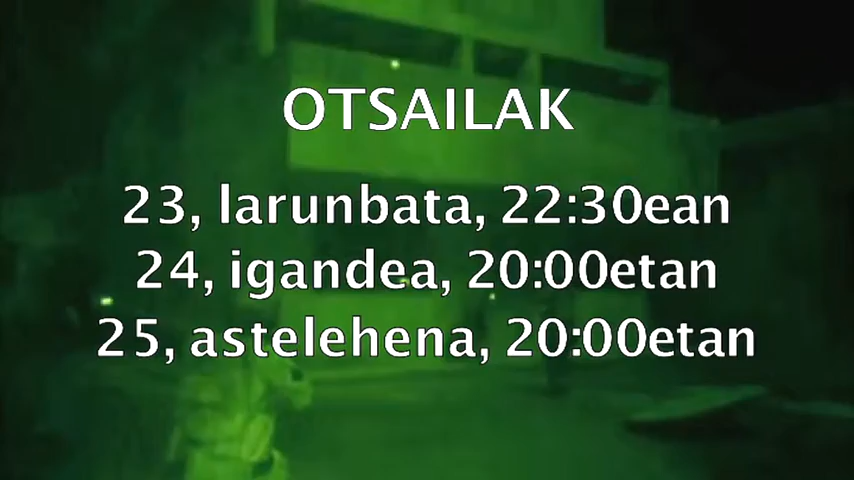 OTSAILAK
23, larunbata, 22:30ean
24, igandea, 20:00etan
25, astelehena, 20:00etan